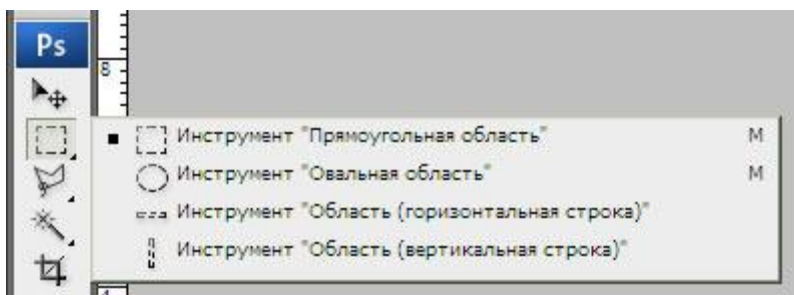 Ps
8
Инструмент "Прямоугольная область" M
Инструмент "Овальная область" M
Инструмент "Область (горизонтальная строка)"
Инструмент "Область (вертикальная строка)"